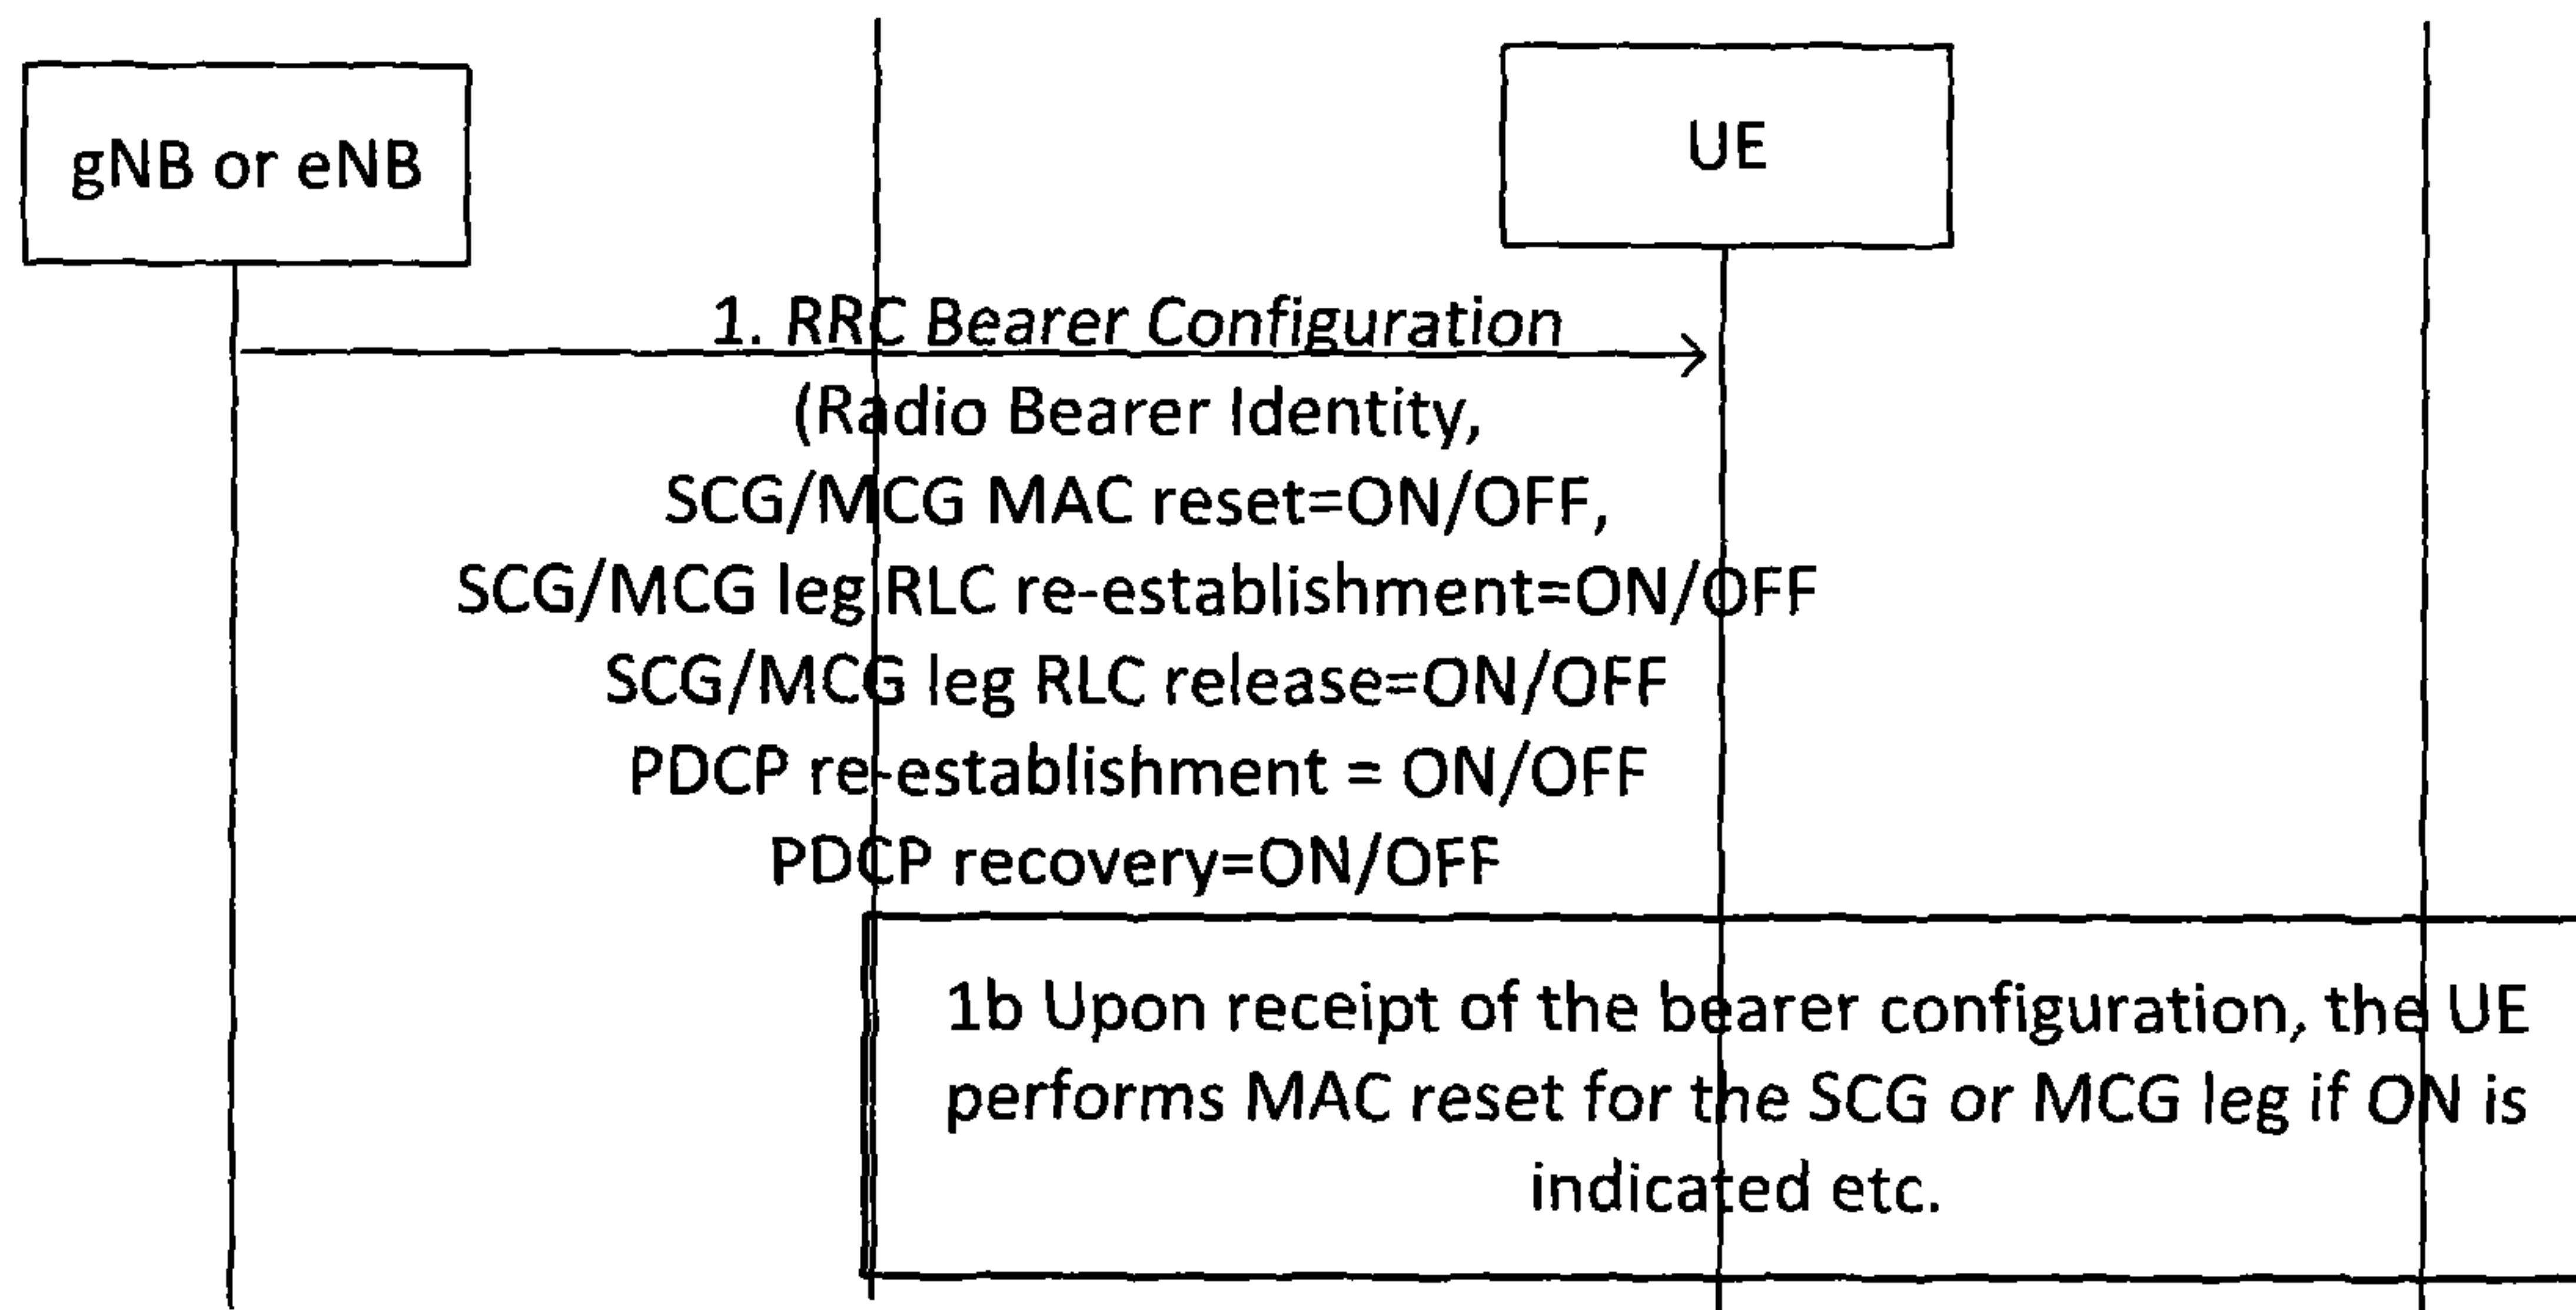 gNB or eNB
UE
1. RRC Bearer Configuration
(Radio Bearer Identity,
SCG/MCG MAC reset=ON/OFF,
SCG/MCG leg RLC re-establishment=ON/OFF
SCG/MCG leg RLC release=ON/OFF
PDCP re-establishment = ON/OFF
PDCP recovery=ON/OFF
1b Upon receipt of the bearer configuration, the UE
performs MAC reset for the SCG or MCG leg if ON is
indicated etc.